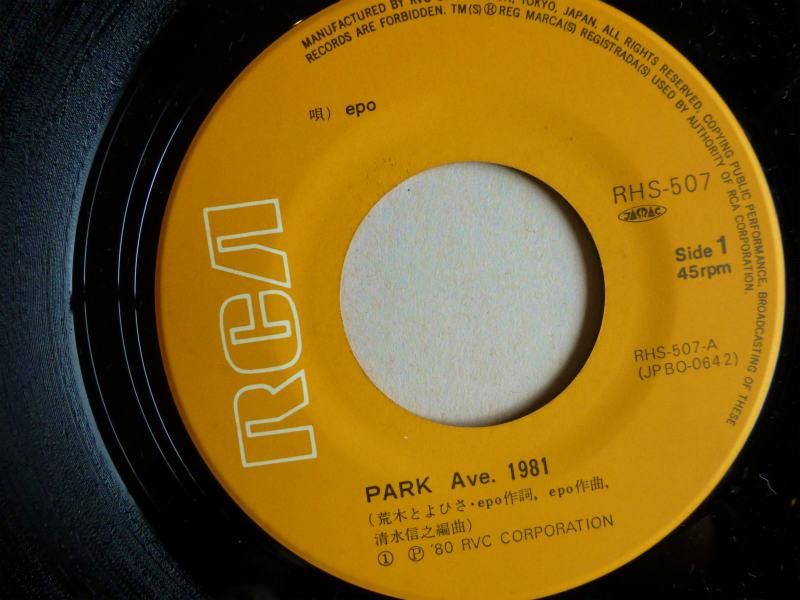 MANUFACTURED BY RVC TOKYO, JAPAN. ALL RIGHTS RESERVED. COPYING PUBLIC PERFORMANCE, BROADCASTING OF THESE
RECORDS ARE FORBIDDEN. TM(S) ® REG MARCA(S) REGISTRADA(S) USED BY AUTHORITY OF RCA CORPORATION.
唄) epo
RCA
RHS-507
JASRAC
Side 1
45rpm
RHS-507-A
(JPBO-0642)
PARK Ave. 1981
(荒木とよひさ・epo作詞, epo作曲,
清水信之編曲)
① ℗ '80 RVC CORPORATION